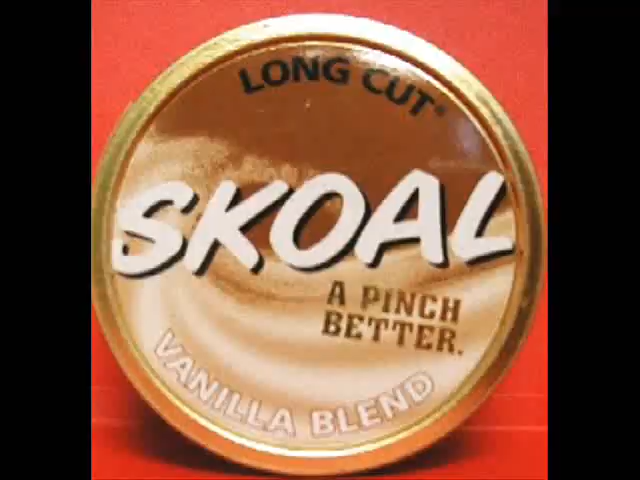 LONG CUT®
SKOAL
A PINCH
BETTER.
VANILLA BLEND